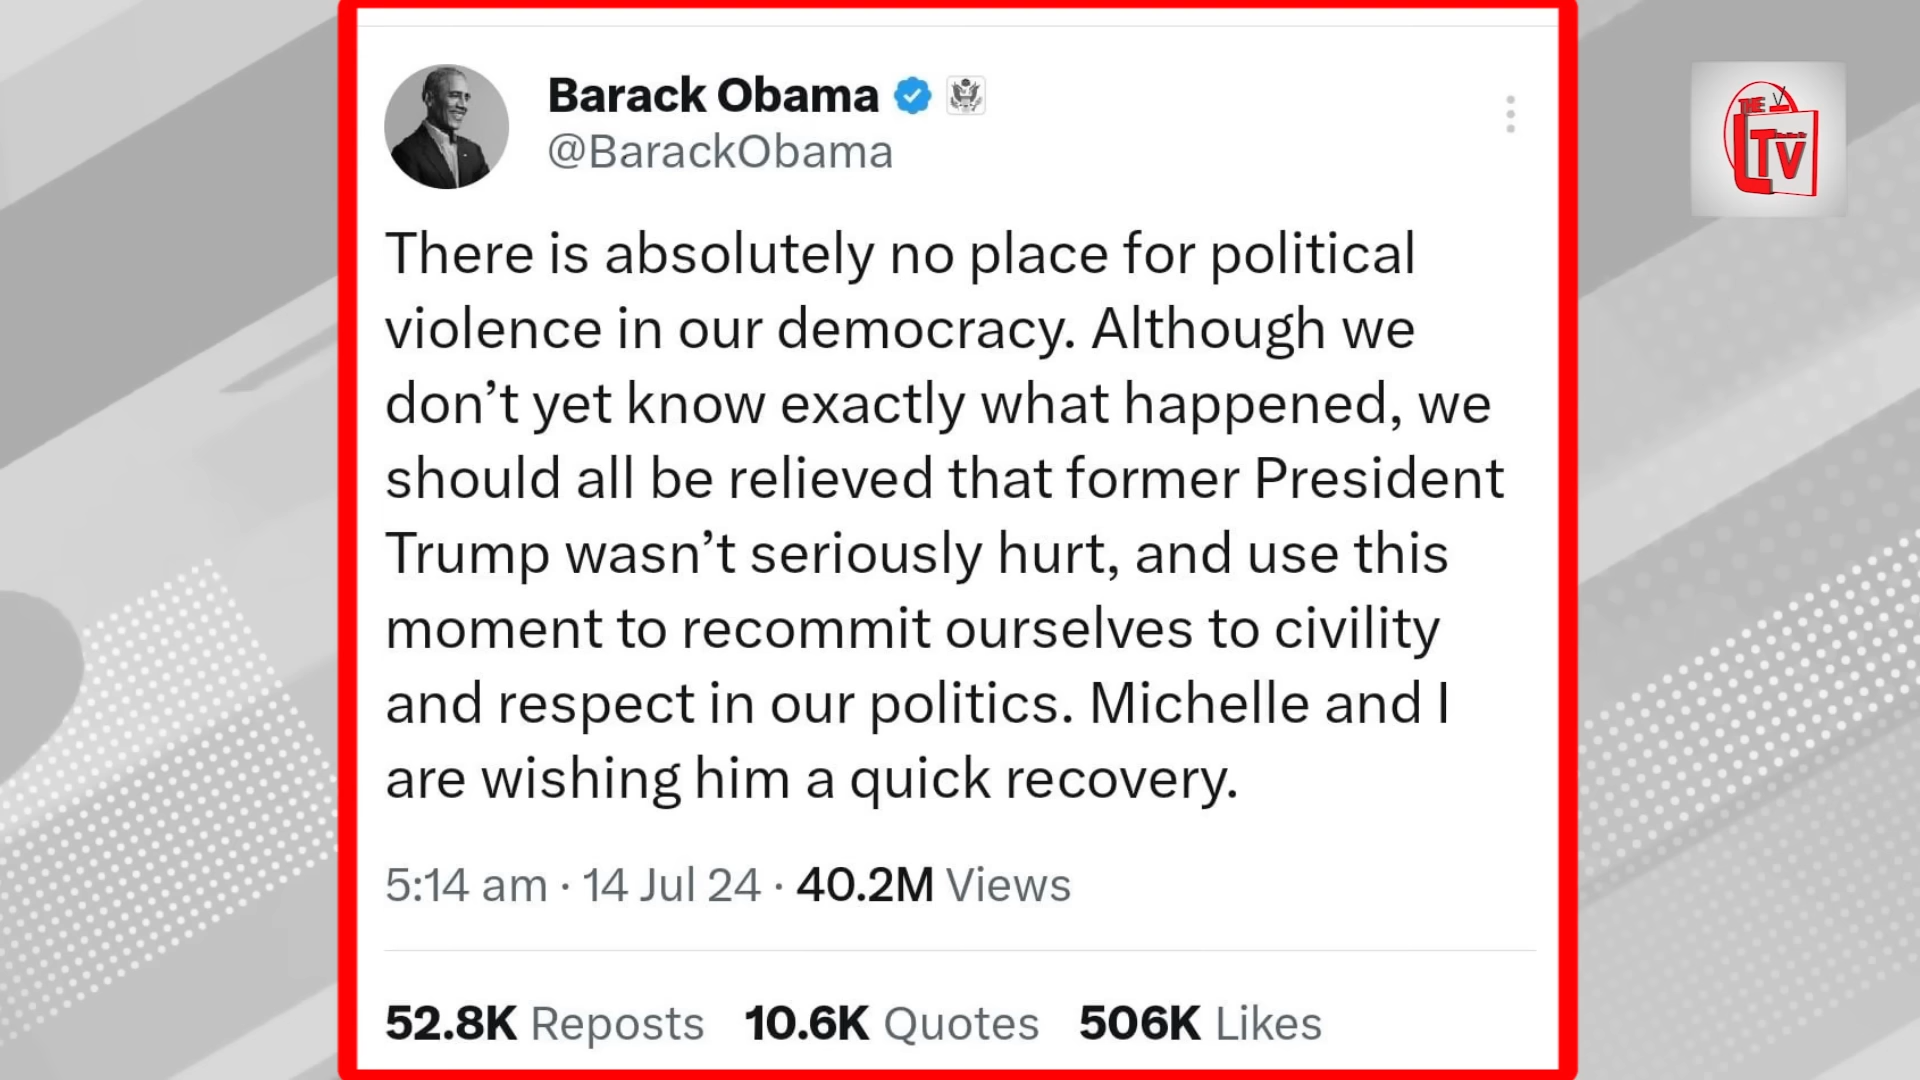 Barack Obama
@BarackObama
THE
TV
There is absolutely no place for political
violence in our democracy. Although we
don’t yet know exactly what happened, we
should all be relieved that former President
Trump wasn’t seriously hurt, and use this
moment to recommit ourselves to civility
and respect in our politics. Michelle and I
are wishing him a quick recovery.
5:14 am · 14 Jul 24 · 40.2M Views
52.8K Reposts 10.6K Quotes 506K Likes